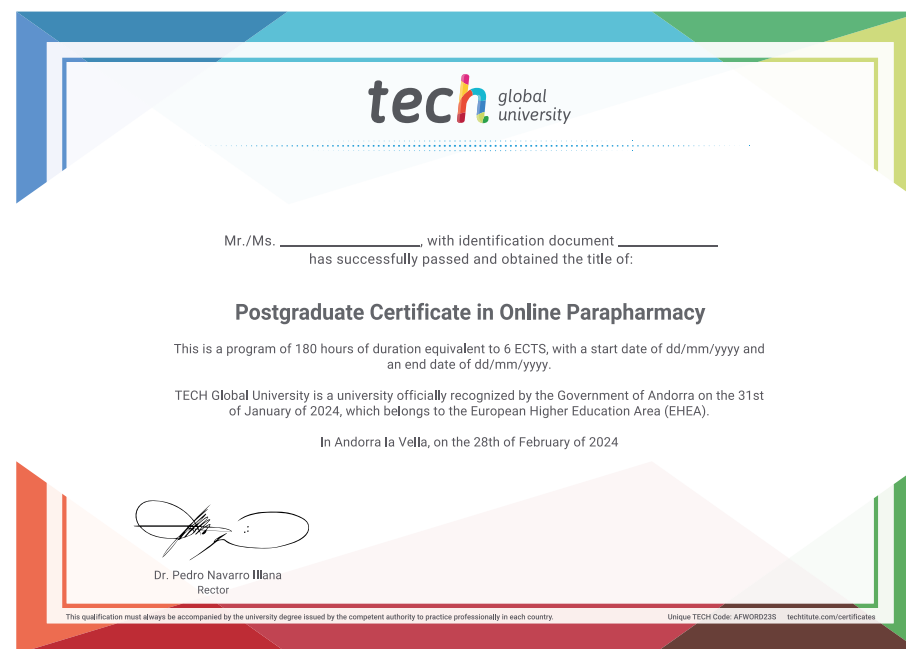 tech global university
Mr./Ms. ____________________, with identification document ______________
has successfully passed and obtained the title of:
Postgraduate Certificate in Online Parapharmacy
This is a program of 180 hours of duration equivalent to 6 ECTS, with a start date of dd/mm/yyyy and
an end date of dd/mm/yyyy.
TECH Global University is a university officially recognized by the Government of Andorra on the 31st
of January of 2024, which belongs to the European Higher Education Area (EHEA).
In Andorra la Vella, on the 28th of February of 2024
Dr. Pedro Navarro Illana
Rector
This qualification must always be accompanied by the university degree issued by the competent authority to practice professionally in each country.
Unique TECH Code: AFWORD23S techtitute.com/certificates